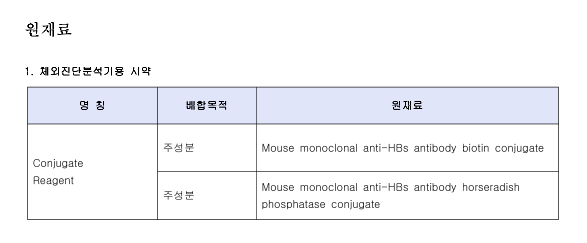 원재료
1. 체외진단분석기용 시약
명 칭 배합목적 원재료
Conjugate
Reagent
주성분 Mouse monoclonal anti-HBs antibody biotin conjugate
주성분 Mouse monoclonal anti-HBs antibody horseradish
phosphatase conjugate